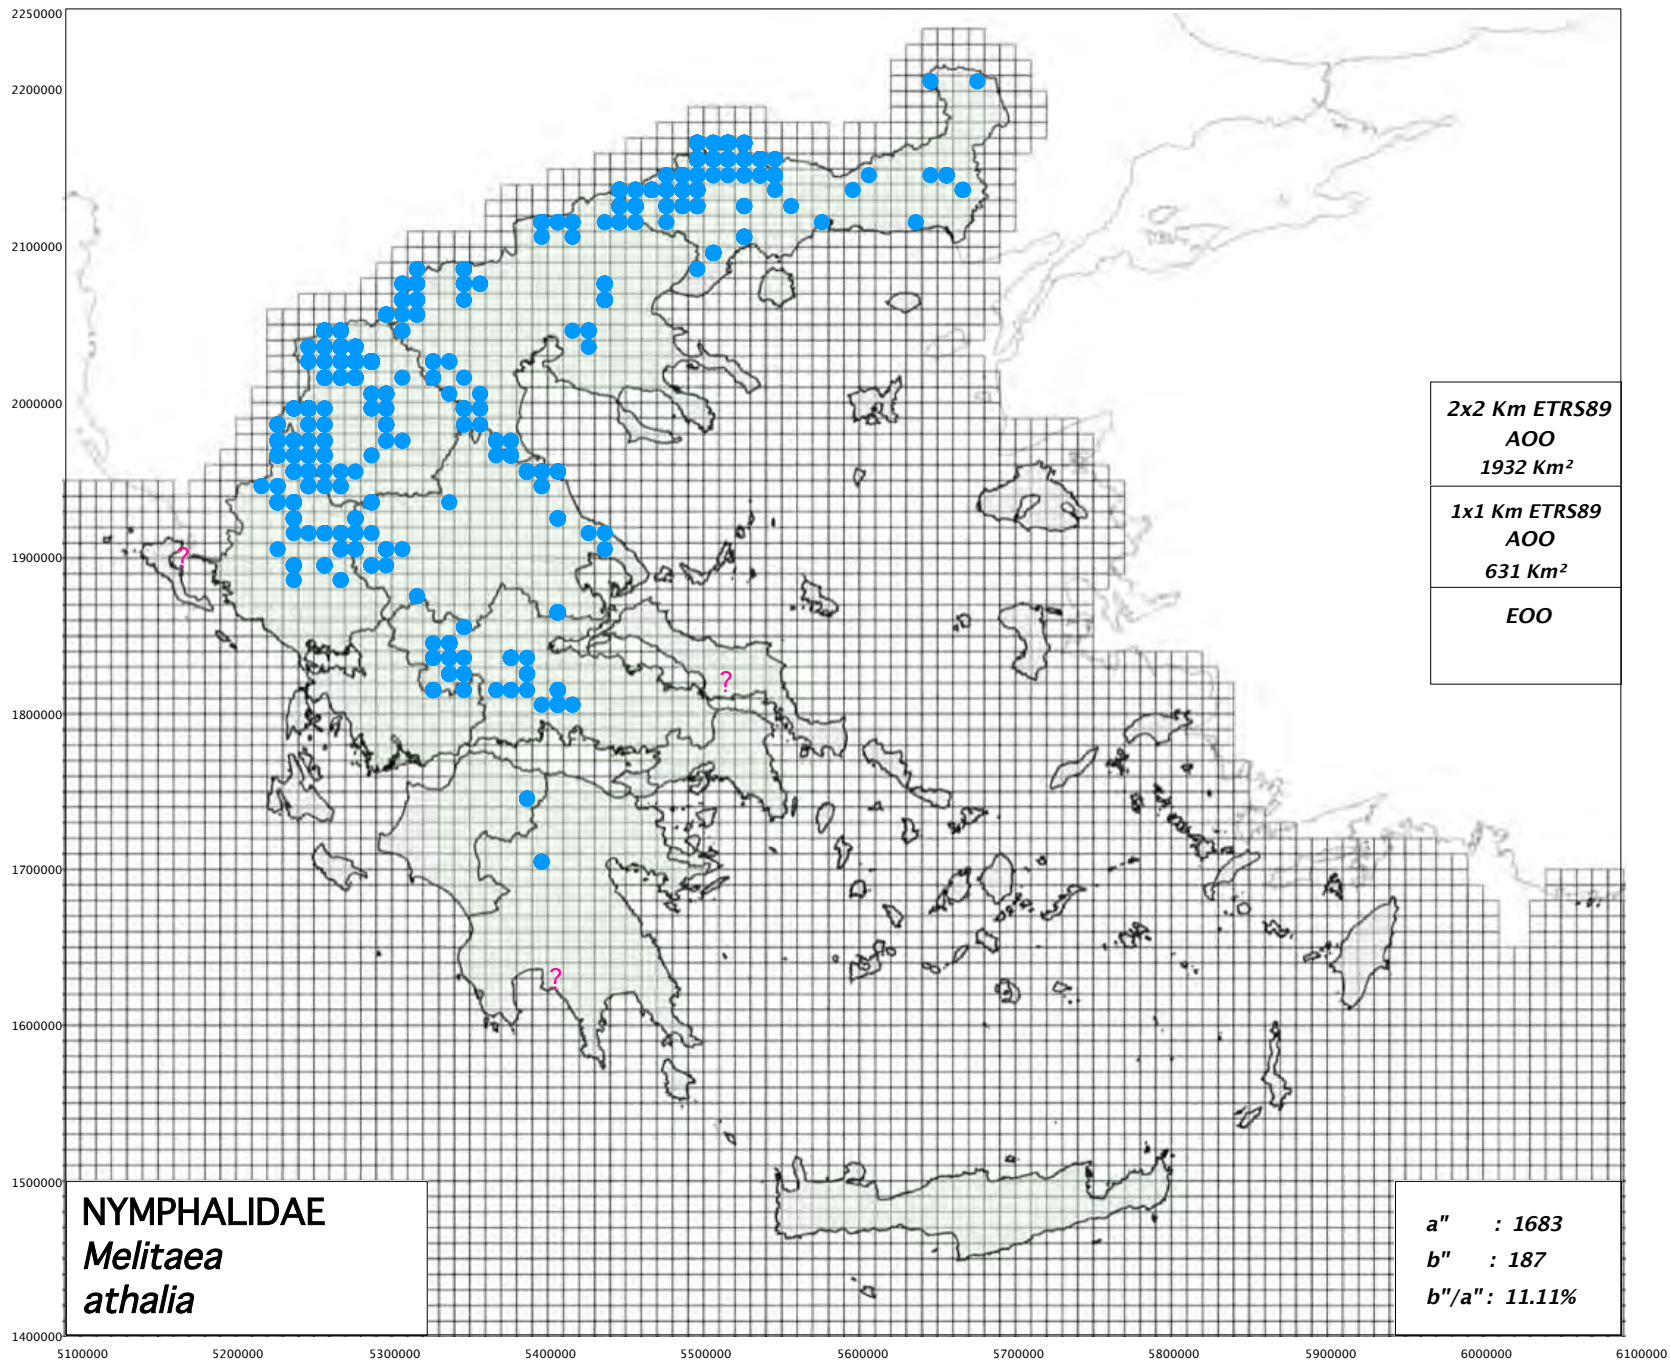 2250000
2200000
2100000
2000000
1900000
1800000
1700000
1600000
1500000
1400000
2x2 Km ETRS89
AOO
1932 Km²
1x1 Km ETRS89
AOO
631 Km²
EOO
?
?
?
NYMPHALIDAE
Melitaea
athalia
a" : 1683
b" : 187
b"/a" : 11.11%
5100000 5200000 5300000 5400000 5500000 5600000 5700000 5800000 5900000 6000000 6100000